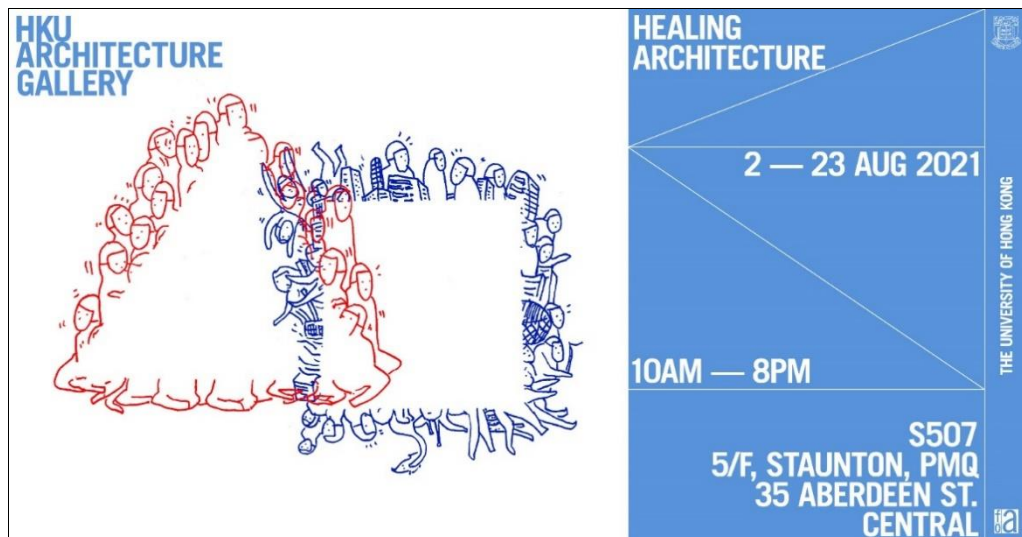 HKU
ARCHITECTURE
GALLERY
HEALING
ARCHITECTURE
2 — 23 AUG 2021
10AM — 8PM
S507
5/F, STAUNTON, PMQ
35 ABERDEEN ST.
CENTRAL
THE UNIVERSITY OF HONG KONG
foa